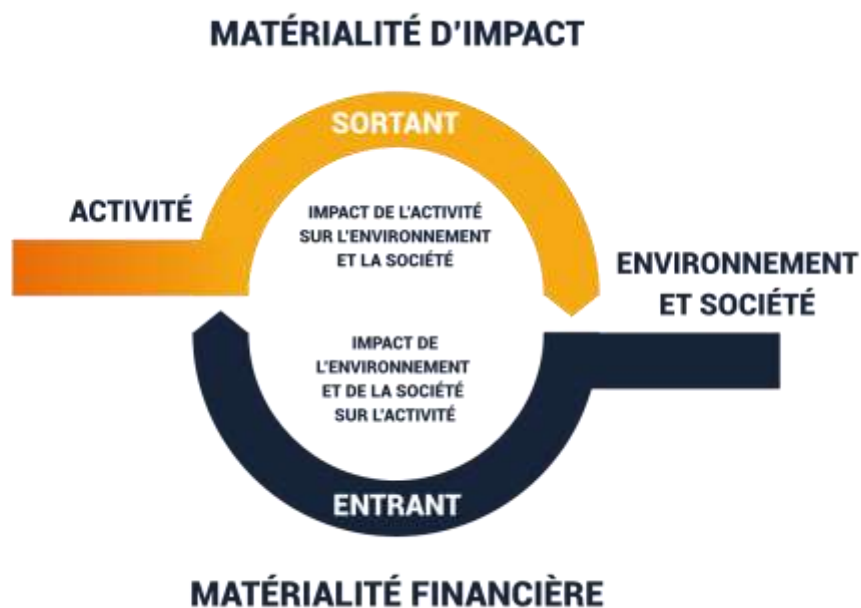 MATÉRIALITÉ D'IMPACT
SORTANT
ACTIVITÉ
IMPACT DE L'ACTIVITÉ
SUR L'ENVIRONNEMENT
ET LA SOCIÉTÉ
ENVIRONNEMENT
ET SOCIÉTÉ
IMPACT DE
L'ENVIRONNEMENT
ET DE LA SOCIÉTÉ
SUR L'ACTIVITÉ
ENTRANT
MATÉRIALITÉ FINANCIÈRE